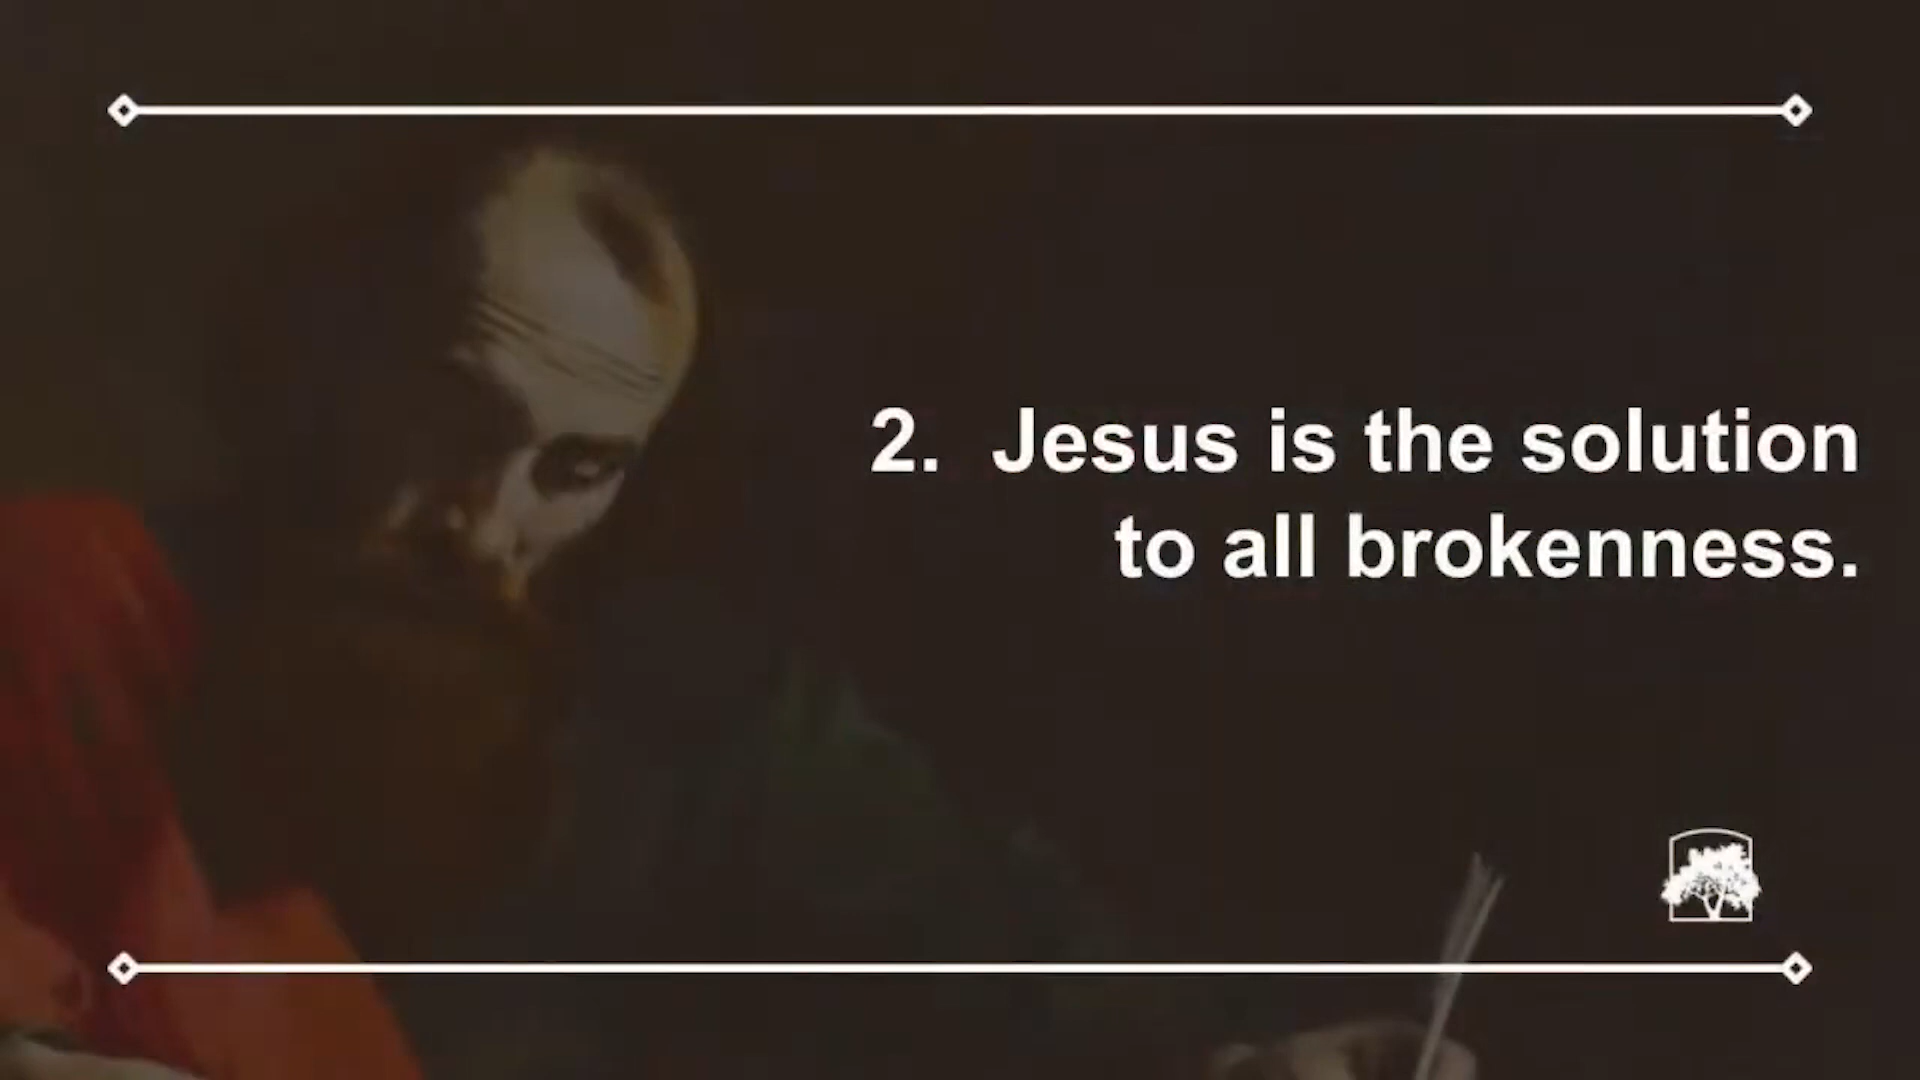 2. Jesus is the solution
to all brokenness.